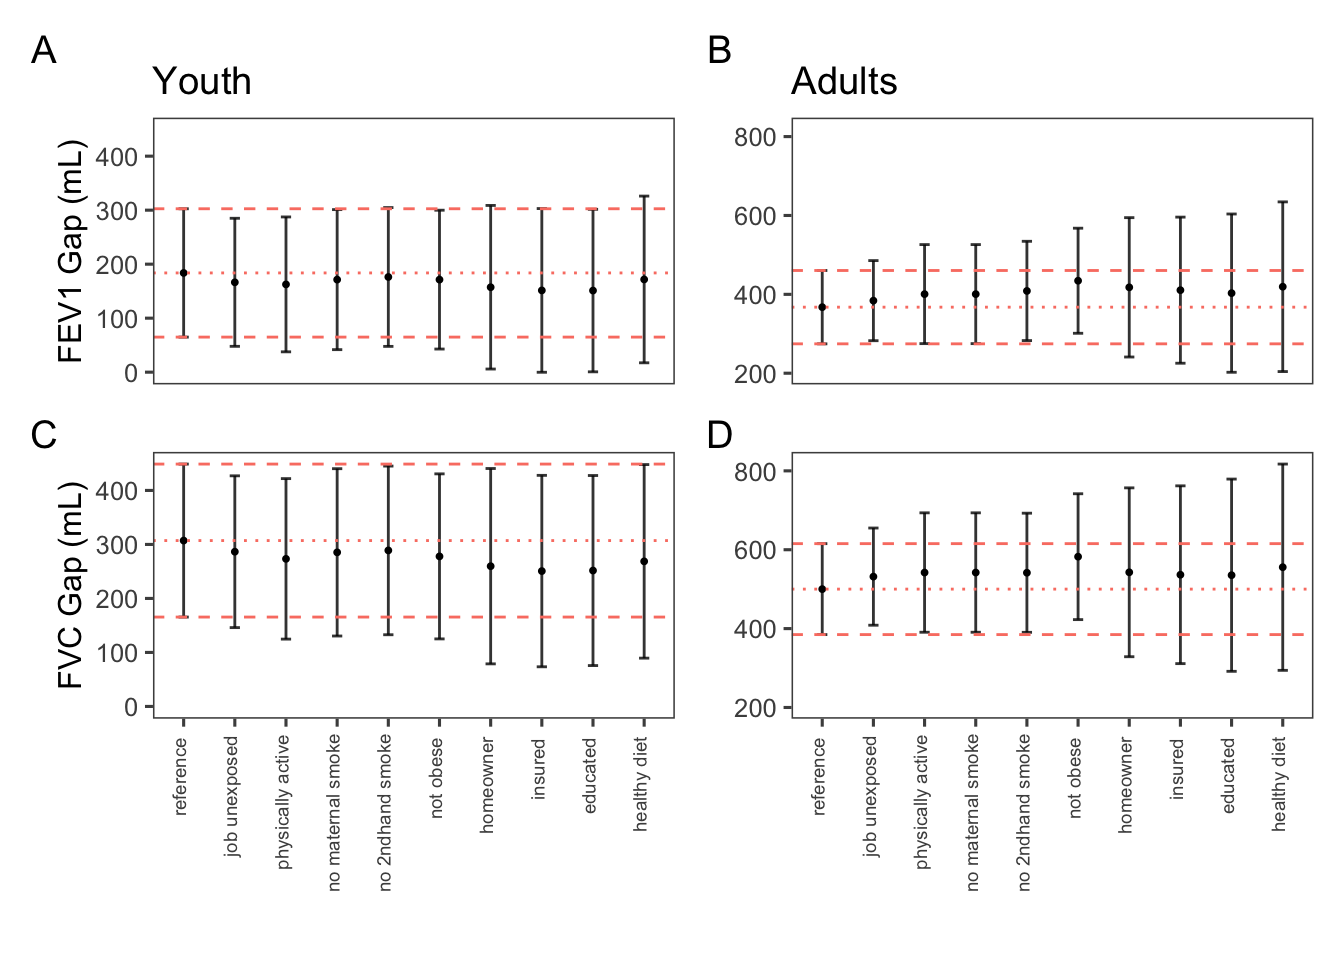 A
Youth
FEV1 Gap (mL)
400
300
200
100
0
B
Adults
800
600
400
200
C
FVC Gap (mL)
400
300
200
100
0
reference
job unexposed
physically active
no maternal smoke
no 2ndhand smoke
not obese
homeowner
insured
educated
healthy diet
D
800
600
400
200
reference
job unexposed
physically active
no maternal smoke
no 2ndhand smoke
not obese
homeowner
insured
educated
healthy diet